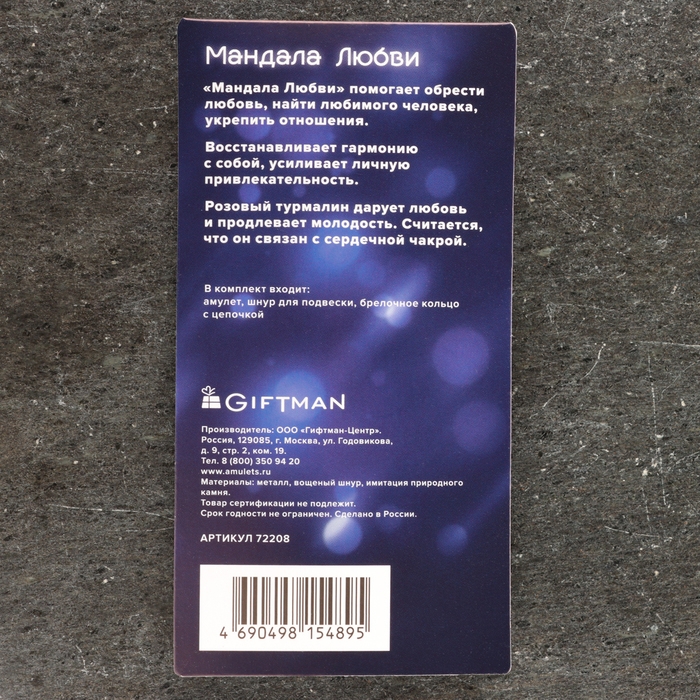 Мандала Любви
«Мандала Любви» помогает обрести
любовь, найти любимого человека,
укрепить отношения.
Восстанавливает гармонию
с собой, усиливает личную
привлекательность.
Розовый турмалин дарует любовь
и продлевает молодость. Считается,
что он связан с сердечной чакрой.
В комплект входит:
амулет, шнур для подвески, брелочное кольцо
с цепочкой
GIFTMAN
Производитель: ООО «Гифтман-Центр».
Россия, 129085, г. Москва, ул. Годовикова,
д. 9, стр. 2, ком. 19.
Тел. 8 (800) 350 94 20
www.amulets.ru
Материалы: металл, вощеный шнур, имитация природного
камня.
Товар сертификации не подлежит.
Срок годности не ограничен. Сделано в России.
АРТИКУЛ 72208
4 690498 154895